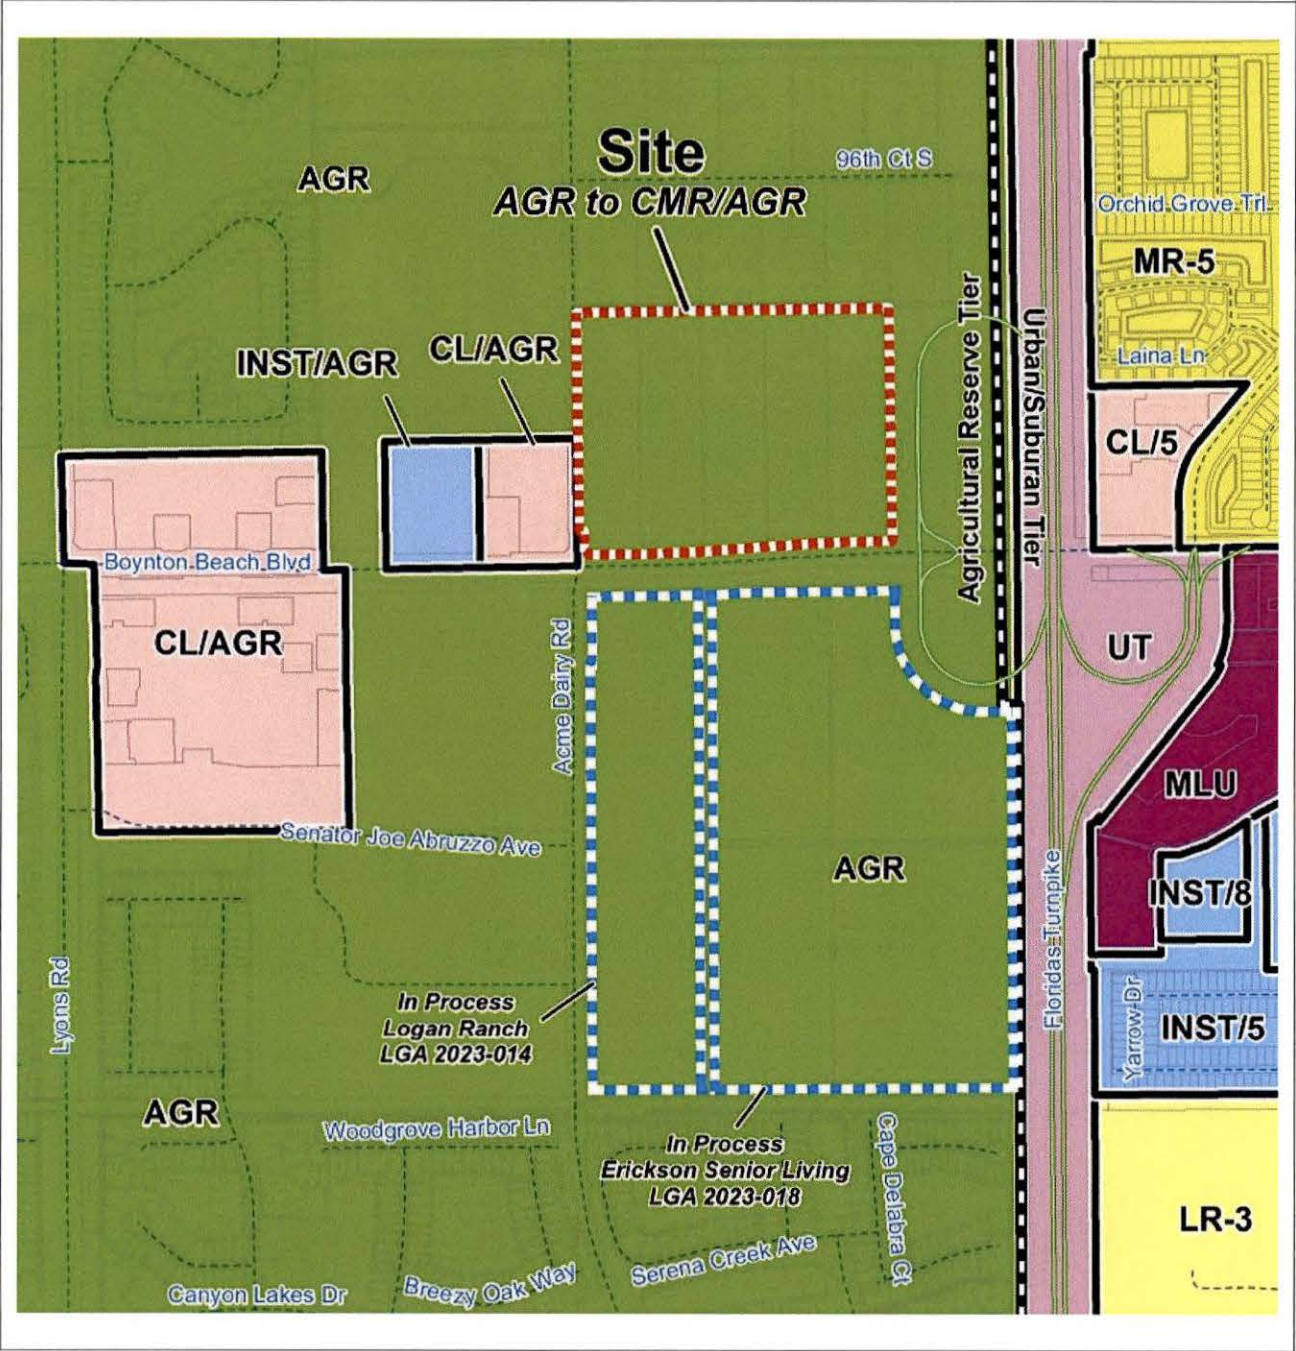 Site
AGR to CMR/AGR
96th Ct S
AGR
Orchid Grove Trl
MR-5
Laina Ln
INST/AGR
CL/AGR
Agricultural Reserve Tier
Urban/Suburban Tier
CL/5
Boynton Beach Blvd
CL/AGR
Acme Dairy Rd
UT
MLU
Senator Joe Abruzzo Ave
AGR
INST/8
Floridas Turnpike
Lyons Rd
In Process
Logan Ranch
LGA 2023-014
Yarrow Dr
INST/5
AGR
Woodgrove Harbor Ln
In Process
Erickson Senior Living
LGA 2023-018
Cape Delabra Ct
LR-3
Serena Creek Ave
Breezy Oak Way
Canyon Lakes Dr